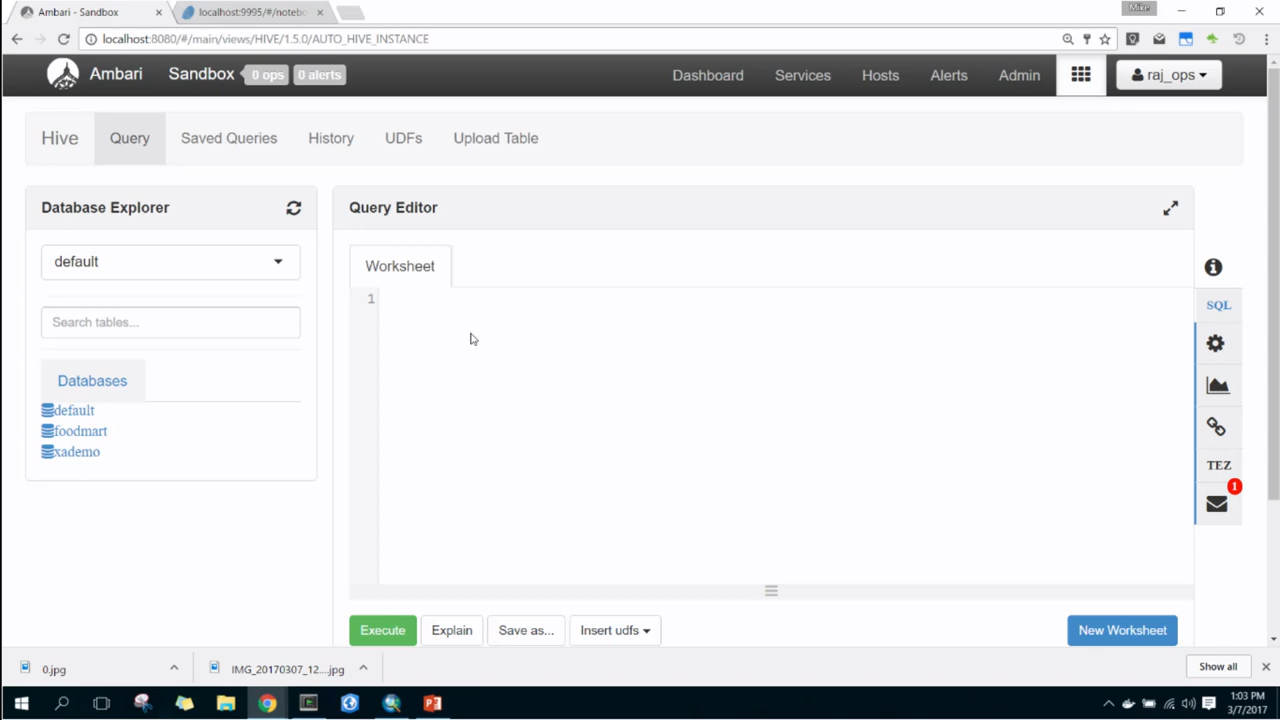 Ambari - Sandbox
localhost:9995/#/notebo
Mike
localhost:8080/#/main/views/HIVE/1.5.0/AUTO_HIVE_INSTANCE
Ambari Sandbox 0 ops 0 alerts Dashboard Services Hosts Alerts Admin raj_ops
Hive Query Saved Queries History UDFs Upload Table
Database Explorer
Query Editor
default
Worksheet
1
SQL
Search tables...
Databases
default
foodmart
xademo
TEZ
1
Execute Explain Save as... Insert udfs New Worksheet
0.jpg
IMG_20170307_12....jpg
Show all
1:03 PM
3/7/2017